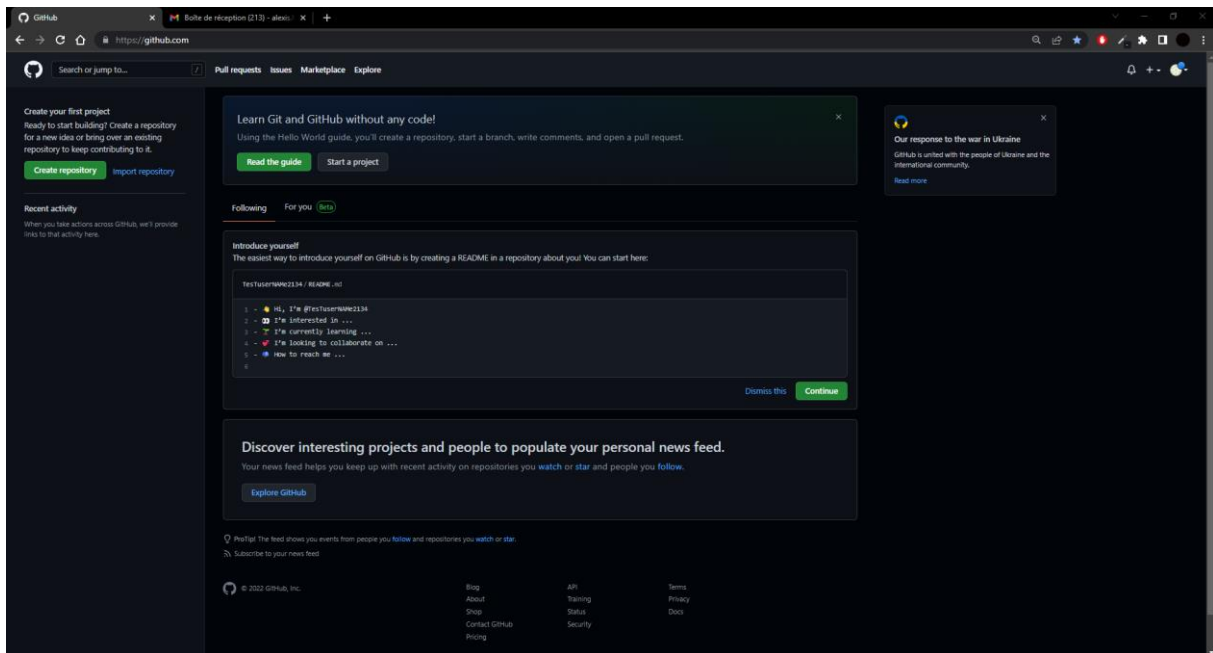 GitHub
Boîte de réception (213) - alexis
https://github.com
Search or jump to...
/
Pull requests Issues Marketplace Explore
Create your first project
Ready to start building? Create a repository
for a new idea or bring over an existing
repository to keep contributing to it.
Create repository
Import repository
Recent activity
When you take actions across GitHub, we'll provide
links to that activity here.
Learn Git and GitHub without any code!
Using the Hello World guide, you'll create a repository, start a branch, write comments, and open a pull request.
Read the guide
Start a project
Following
For you Beta
Introduce yourself
The easiest way to introduce yourself on GitHub is by creating a README in a repository about you! You can start here:
TesTuserNAMe2134 / README.md
1 - 👋 Hi, I'm @TesTuserNAMe2134
2 - 👀 I'm interested in ...
3 - 🌱 I'm currently learning ...
4 - 💞️ I'm looking to collaborate on ...
5 - 📫 How to reach me ...
6
Dismiss this
Continue
Discover interesting projects and people to populate your personal news feed.
Your news feed helps you keep up with recent activity on repositories you watch or star and people you follow.
Explore GitHub
ProTip! The feed shows you events from people you follow and repositories you watch or star.
Subscribe to your news feed
Our response to the war in Ukraine
GitHub is united with the people of Ukraine and the
international community.
Read more
© 2022 GitHub, Inc.
Blog
About
Shop
Contact GitHub
Pricing
API
Training
Status
Security
Terms
Privacy
Docs